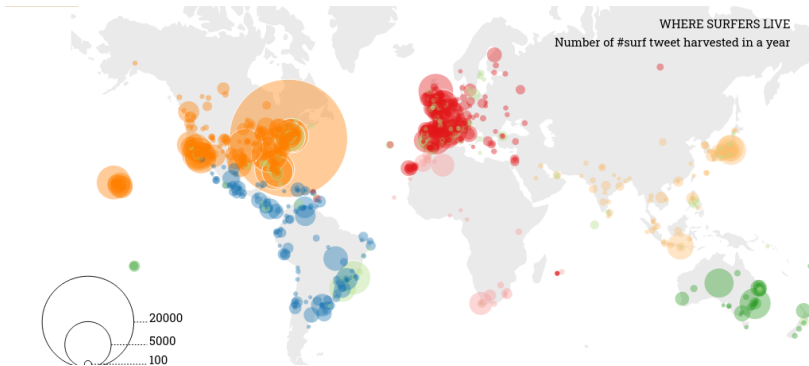 WHERE SURFERS LIVE
Number of #surf tweet harvested in a year
20000
5000
100